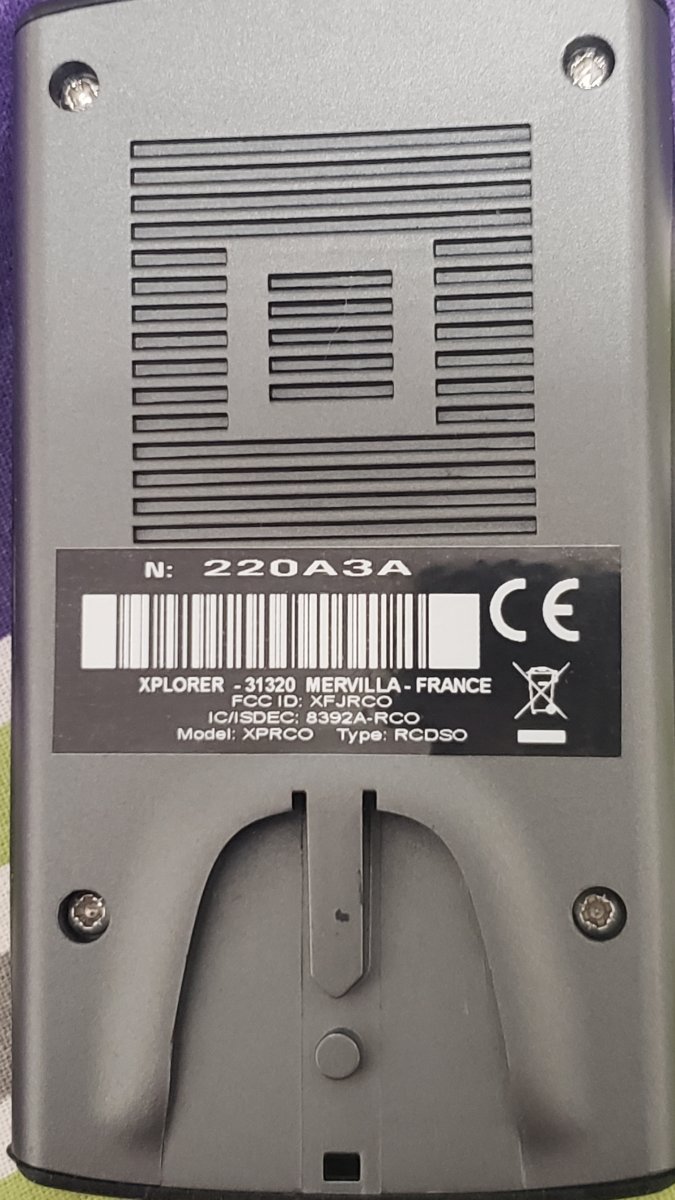 N: 220A3A
CE
XPLORER - 31320 MERVILLA - FRANCE
FCC ID: XFJRCO
IC/ISDEC: 8392A-RCO
Model: XPRCO Type: RCDSO